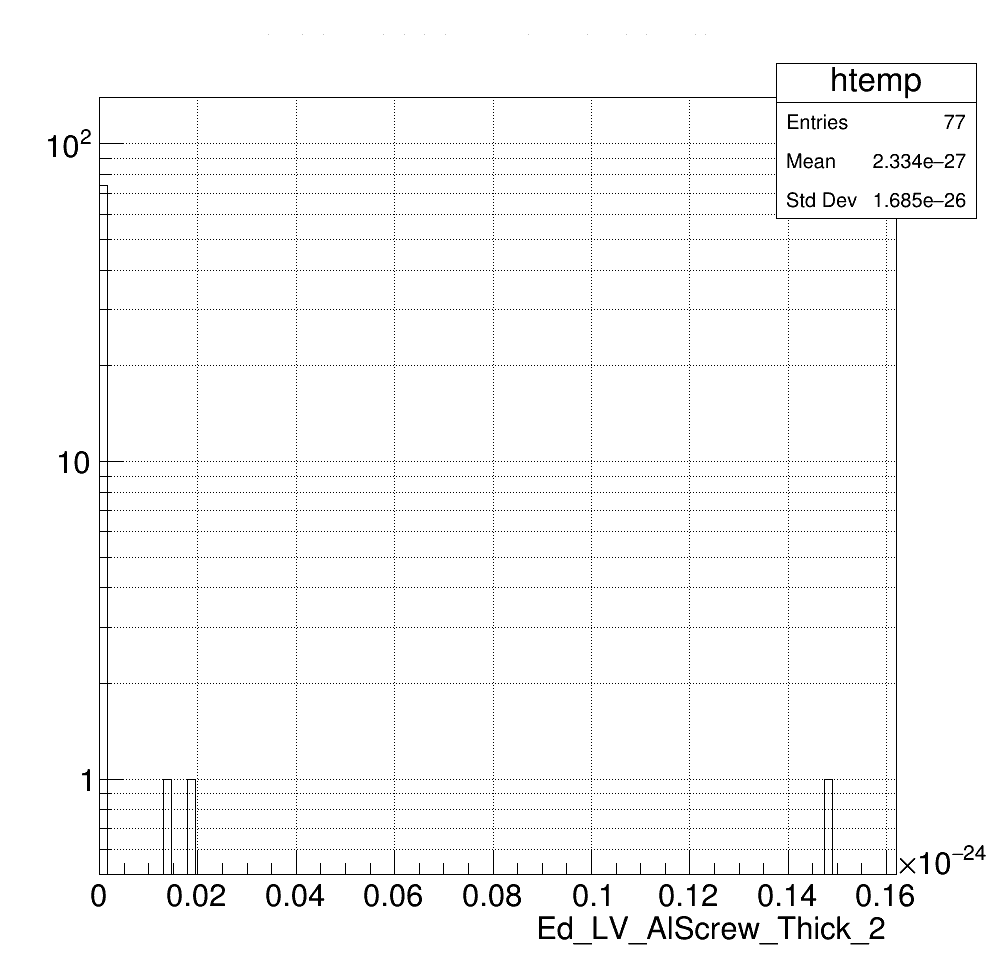 htemp
Entries 77
Mean 2.334e–27
Std Dev 1.685e–26
10²
10
1
0 0.02 0.04 0.06 0.08 0.1 0.12 0.14 0.16
×10⁻²⁴
Ed_LV_AlScrew_Thick_2